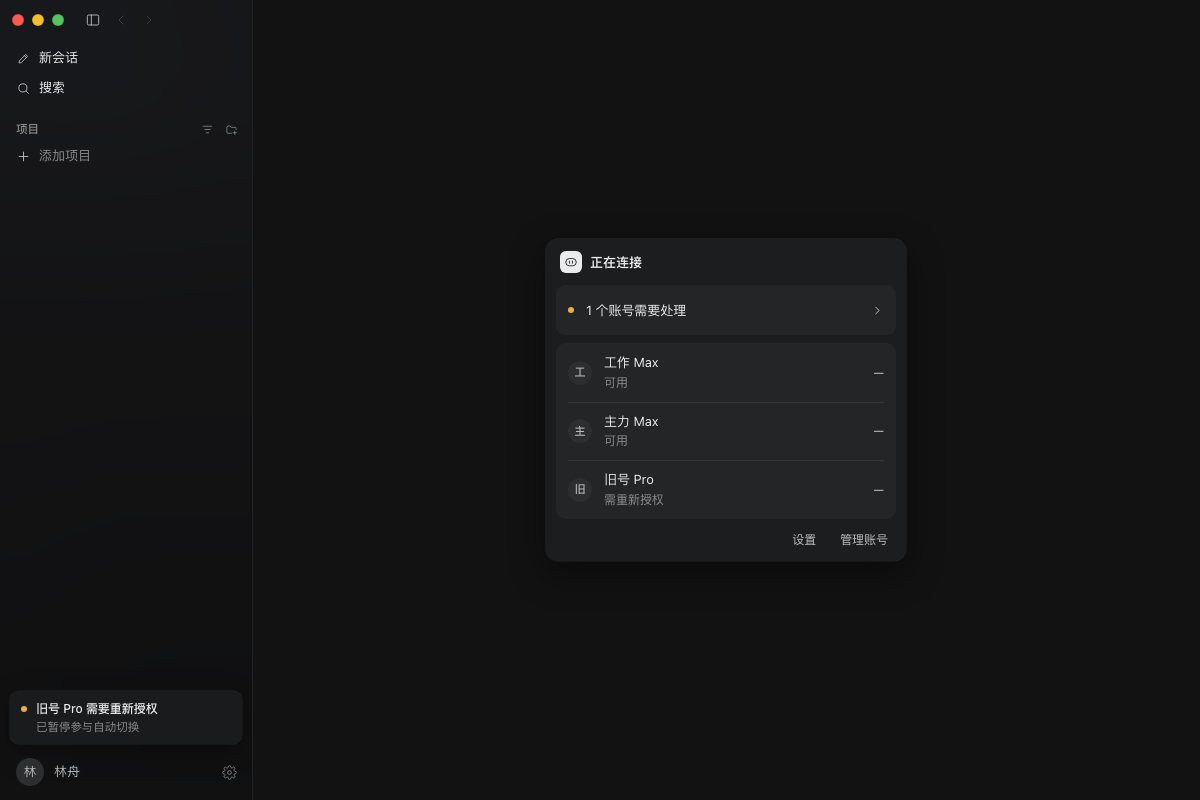 新会话
搜索
项目
添加项目
正在连接
1 个账号需要处理
工
工作 Max
可用
—
主
主力 Max
可用
—
旧
旧号 Pro
需重新授权
—
设置
管理账号
旧号 Pro 需要重新授权
已暂停参与自动切换
林
林舟